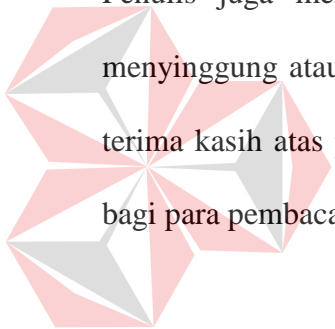 Penulis juga me
menyinggung atau
terima kasih atas
bagi para pembaca